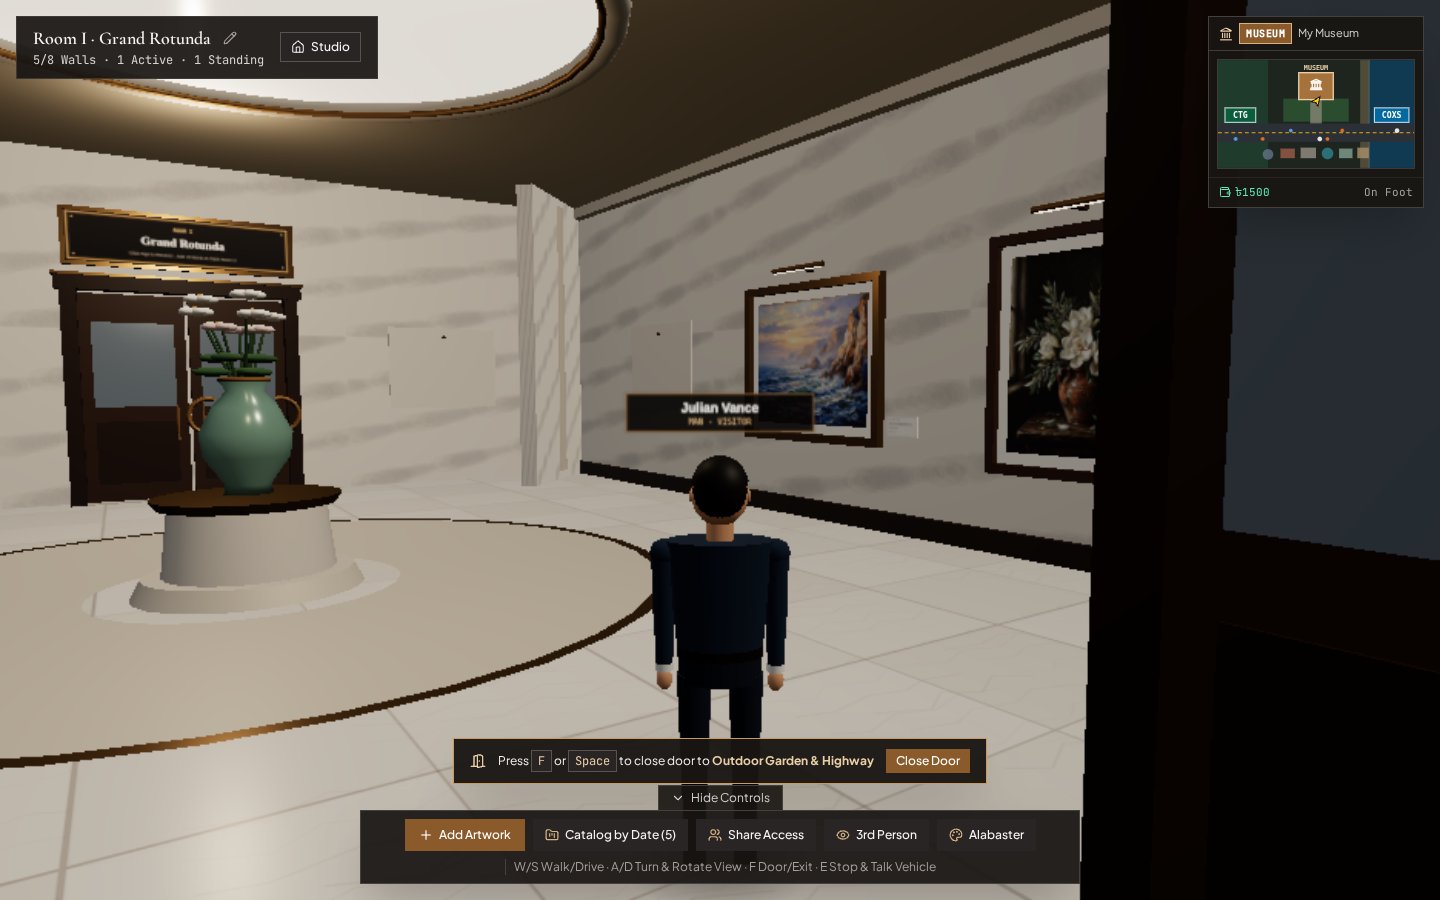 Room I · Grand Rotunda
Studio
5/8 Walls · 1 Active · 1 Standing
MUSEUM My Museum
MUSEUM
CTG
COXS
৳1500 On Foot
Grand Rotunda
Julian Vance
MAN · VISITOR
Press F or Space to close door to Outdoor Garden & Highway Close Door
Hide Controls
Add Artwork Catalog by Date (5) Share Access 3rd Person Alabaster
W/S Walk/Drive · A/D Turn & Rotate View · F Door/Exit · E Stop & Talk Vehicle